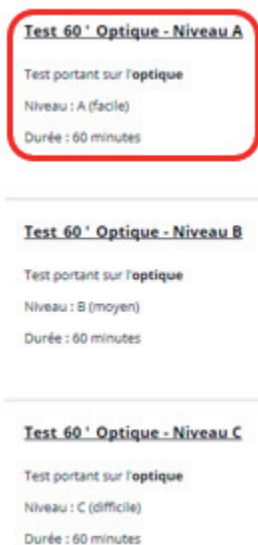 Test 60 ' Optique - Niveau A
Test portant sur l'optique
Niveau : A (facile)
Durée : 60 minutes
Test 60 ' Optique - Niveau B
Test portant sur l'optique
Niveau : B (moyen)
Durée : 60 minutes
Test 60 ' Optique - Niveau C
Test portant sur l'optique
Niveau : C (difficile)
Durée : 60 minutes